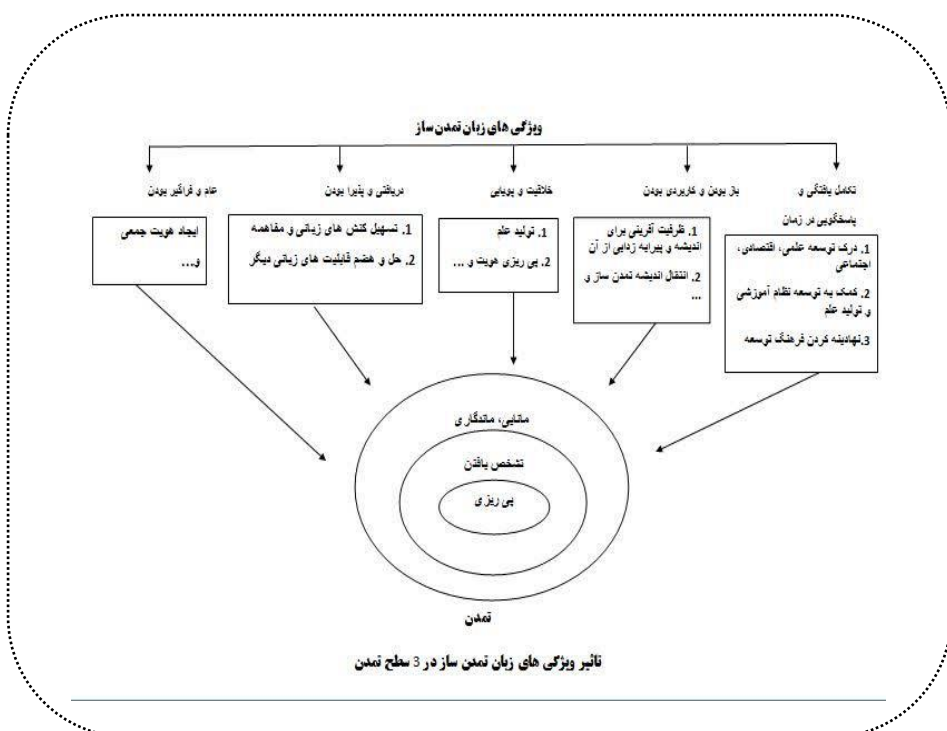 ویژگی های زبان تمدن ساز
تکامل یافتگی و
پاسخگویی در زمان
1. درک توسعه علمی، اقتصادی،
اجتماعی
2. کمک به توسعه نظام آموزشی
و تولید علم
3.نهادینه کردن فرهنگ توسعه
باز بودن و کاربردی بودن
1. ظرفیت آفرینی برای
اندیشه و پیرایه زدایی از آن
2. انتقال اندیشه تمدن ساز و
...
خلاقیت و پویایی
1. تولید علم
2. پی ریزی هویت و ...
دریافتی و پذیرا بودن
1. تسهیل کنش های زبانی و مفاهمه
2. حل و هضم قابلیت های زبانی دیگر
عام و فراگیر بودن
ایجاد هویت جمعی
و...
مانایی، ماندگاری
تشخص یافتن
پی ریزی
تمدن
تاثیر ویژگی های زبان تمدن ساز در 3 سطح تمدن